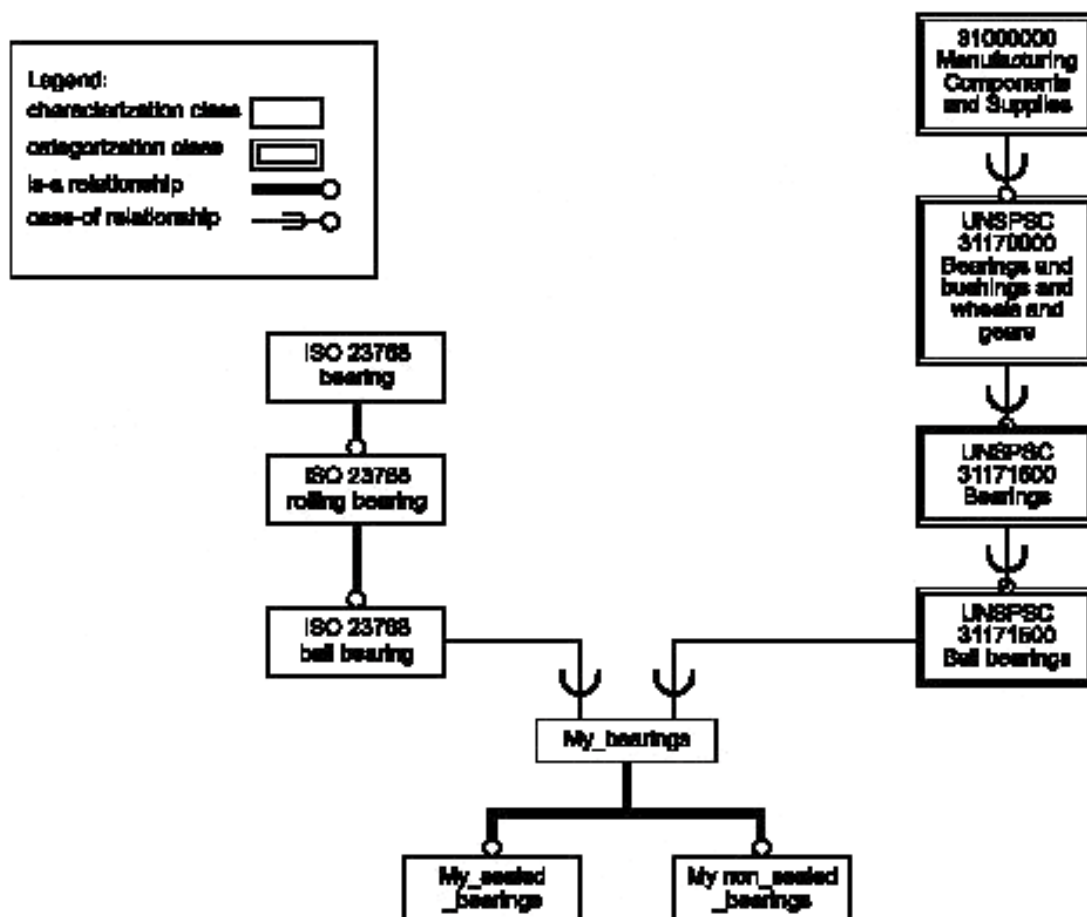 Legend:
characterization class
categorization class
is-a relationship
case-of relationship
31000000
Manufacturing
Components
and Supplies
UNSPSC
31170000
Bearings and
bushings and
wheels and
gears
ISO 23768
bearing
ISO 23768
rolling bearing
UNSPSC
31171500
Bearings
ISO 23768
ball bearing
UNSPSC
31171500
Ball bearings
My_bearings
My_sealed
_bearings
My non_sealed
_bearings